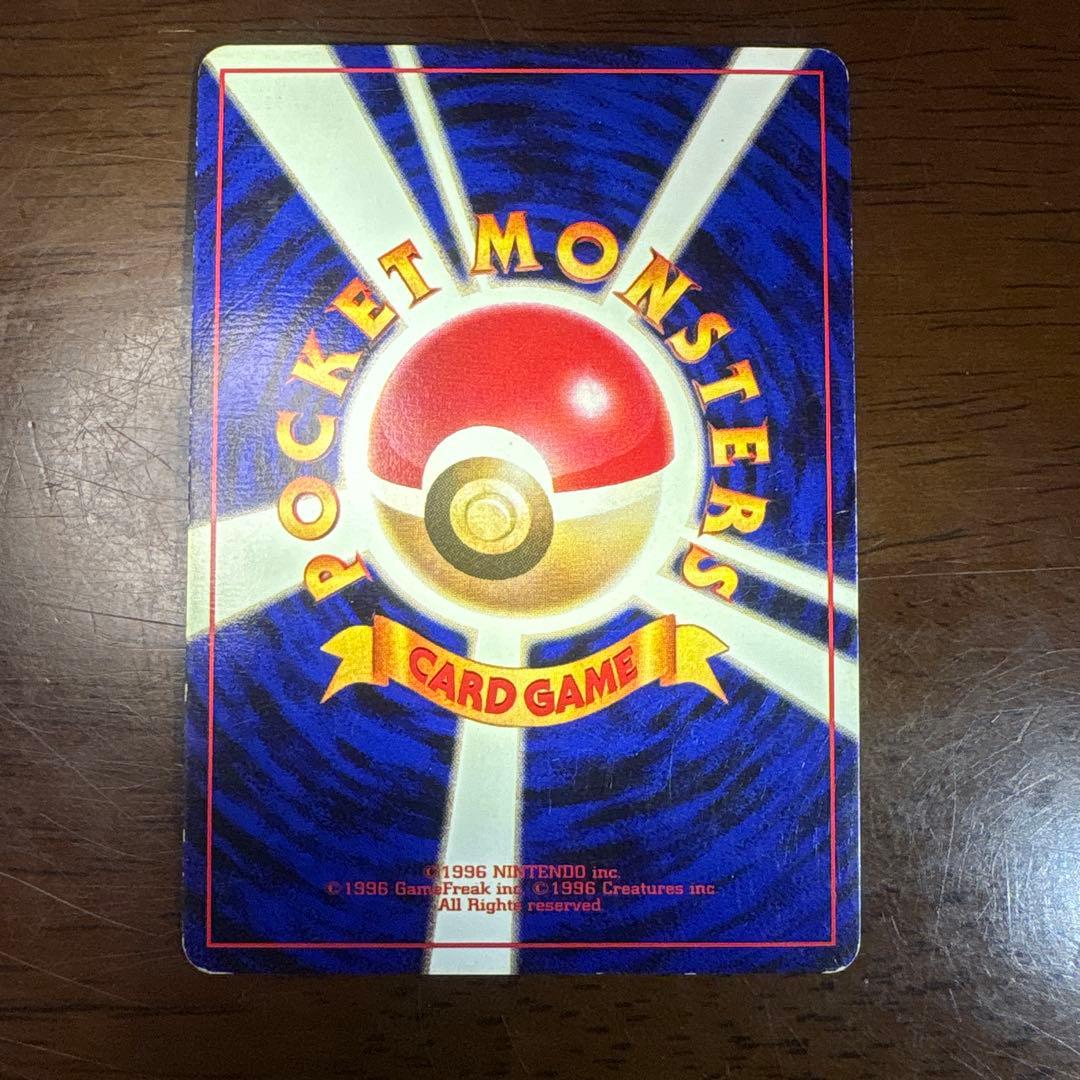 POCKET MONSTERS
CARD GAME
©1996 NINTENDO inc.
©1996 GameFreak inc. ©1996 Creatures inc.
All Rights reserved.